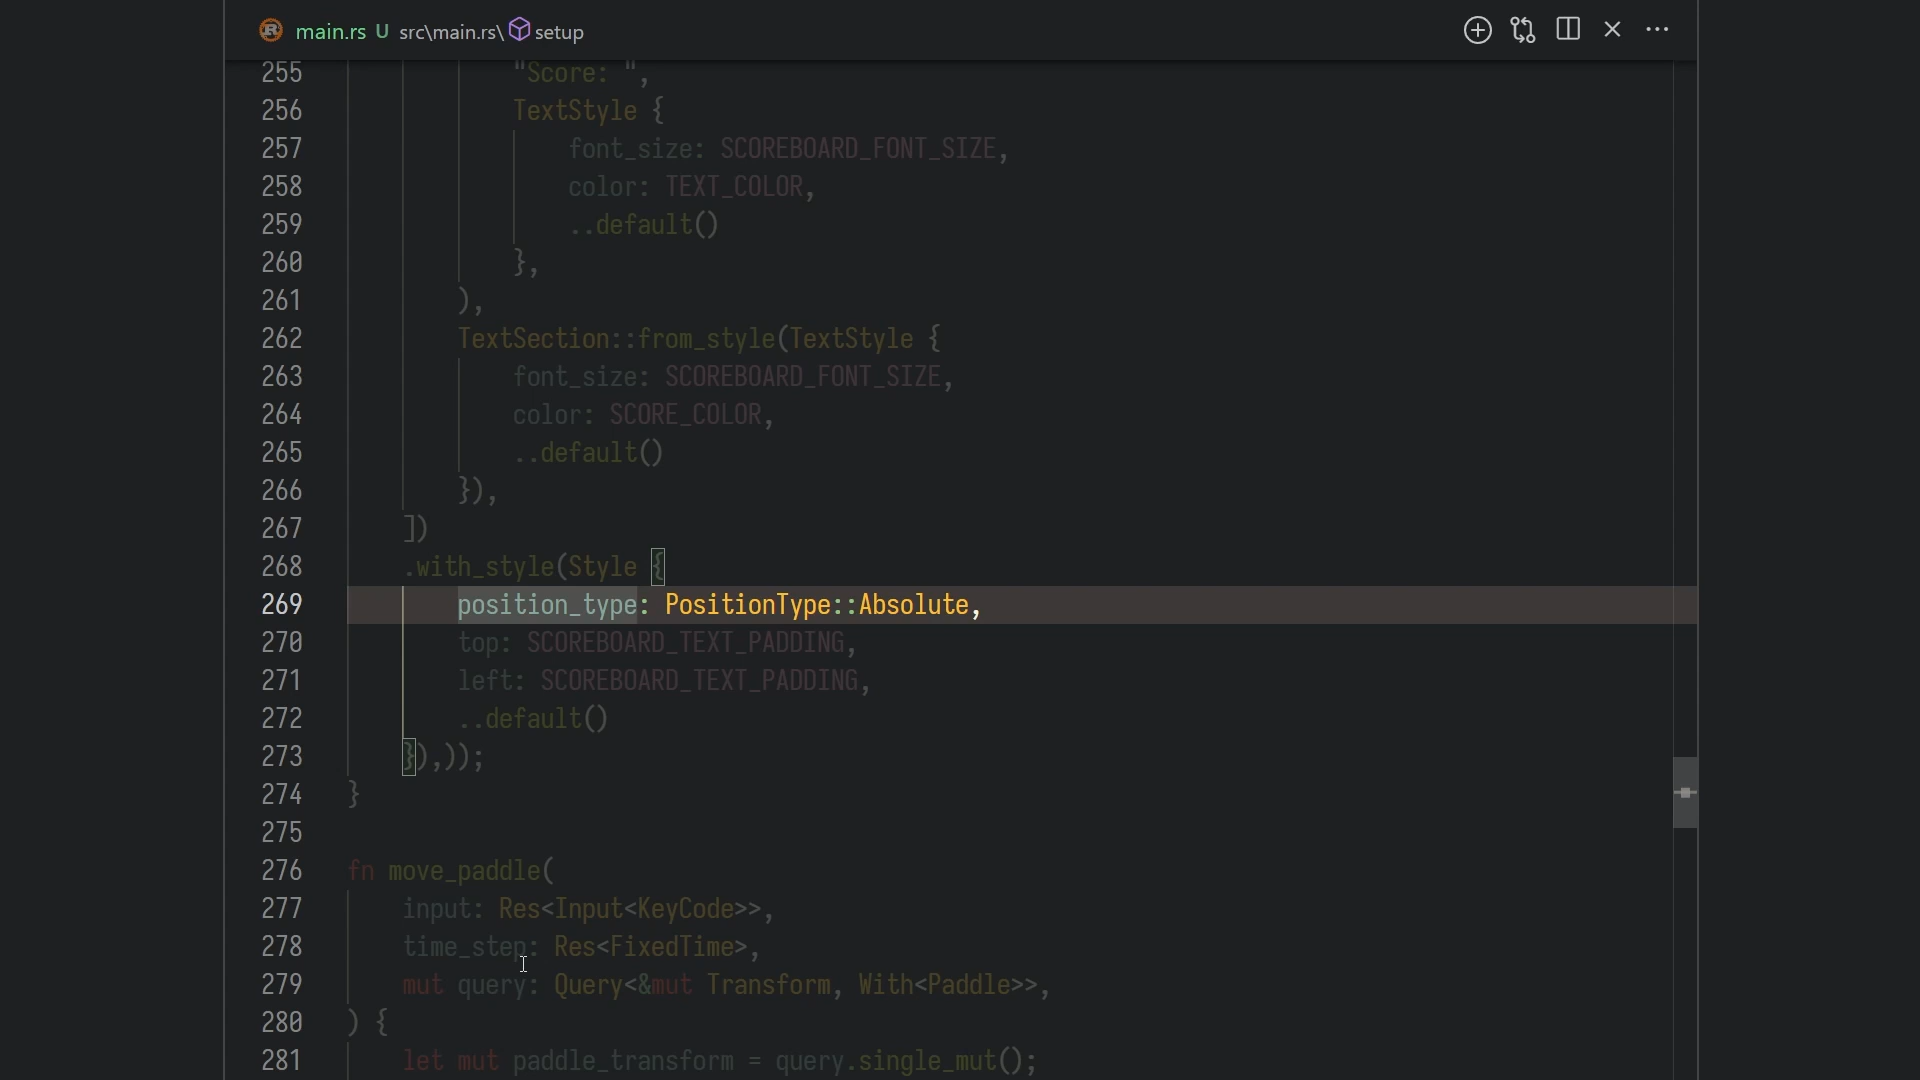 main.rs U src\main.rs\ setup
255 "Score: ",
256 TextStyle {
257 font_size: SCOREBOARD_FONT_SIZE,
258 color: TEXT_COLOR,
259 ..default()
260 },
261 ),
262 TextSection::from_style(TextStyle {
263 font_size: SCOREBOARD_FONT_SIZE,
264 color: SCORE_COLOR,
265 ..default()
266 }),
267 ])
268 .with_style(Style {
269 position_type: PositionType::Absolute,
270 top: SCOREBOARD_TEXT_PADDING,
271 left: SCOREBOARD_TEXT_PADDING,
272 ..default()
273 }),));
274 }
275
276 fn move_paddle(
277 input: Res<Input<KeyCode>>,
278 time_step: Res<FixedTime>,
279 mut query: Query<&mut Transform, With<Paddle>>,
280 ) {
281 let mut paddle_transform = query.single_mut();